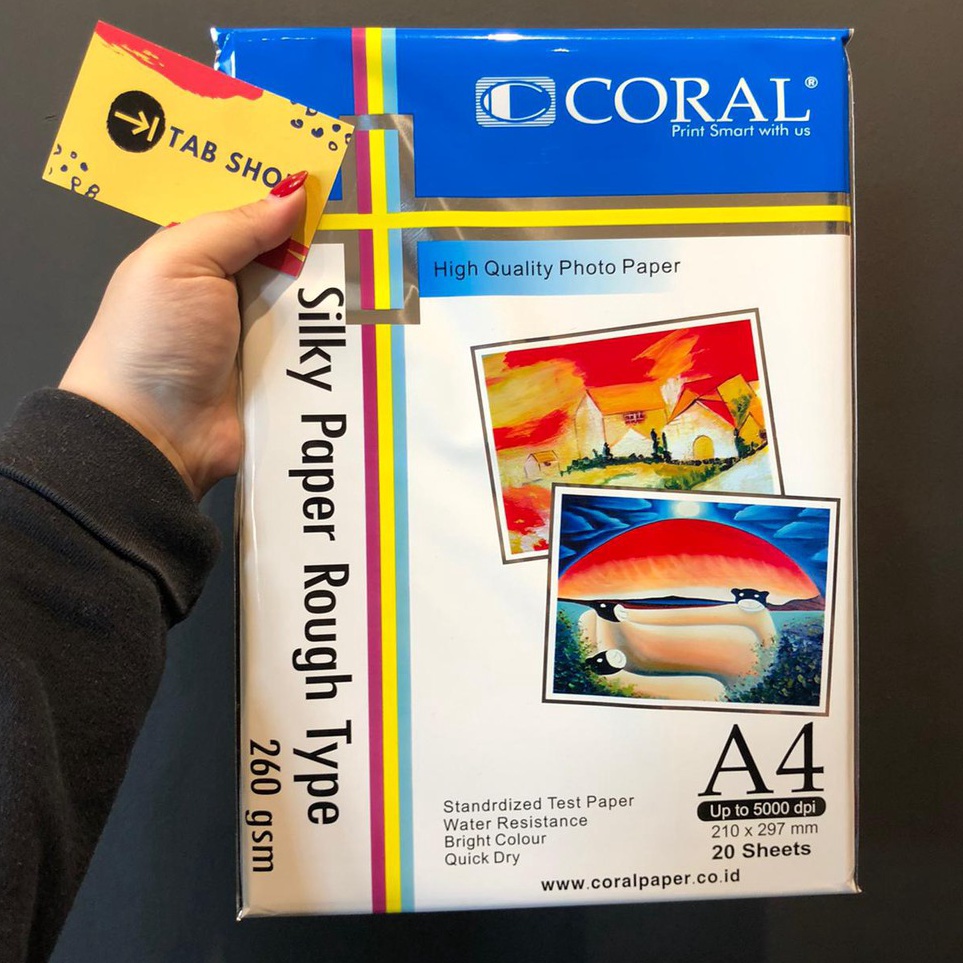 TAB SHO
CORAL®
Print Smart with us
High Quality Photo Paper
Silky Paper Rough Type
260 gsm
A4
Up to 5000 dpi
210 x 297 mm
20 Sheets
Standrdized Test Paper
Water Resistance
Bright Colour
Quick Dry
www.coralpaper.co.id